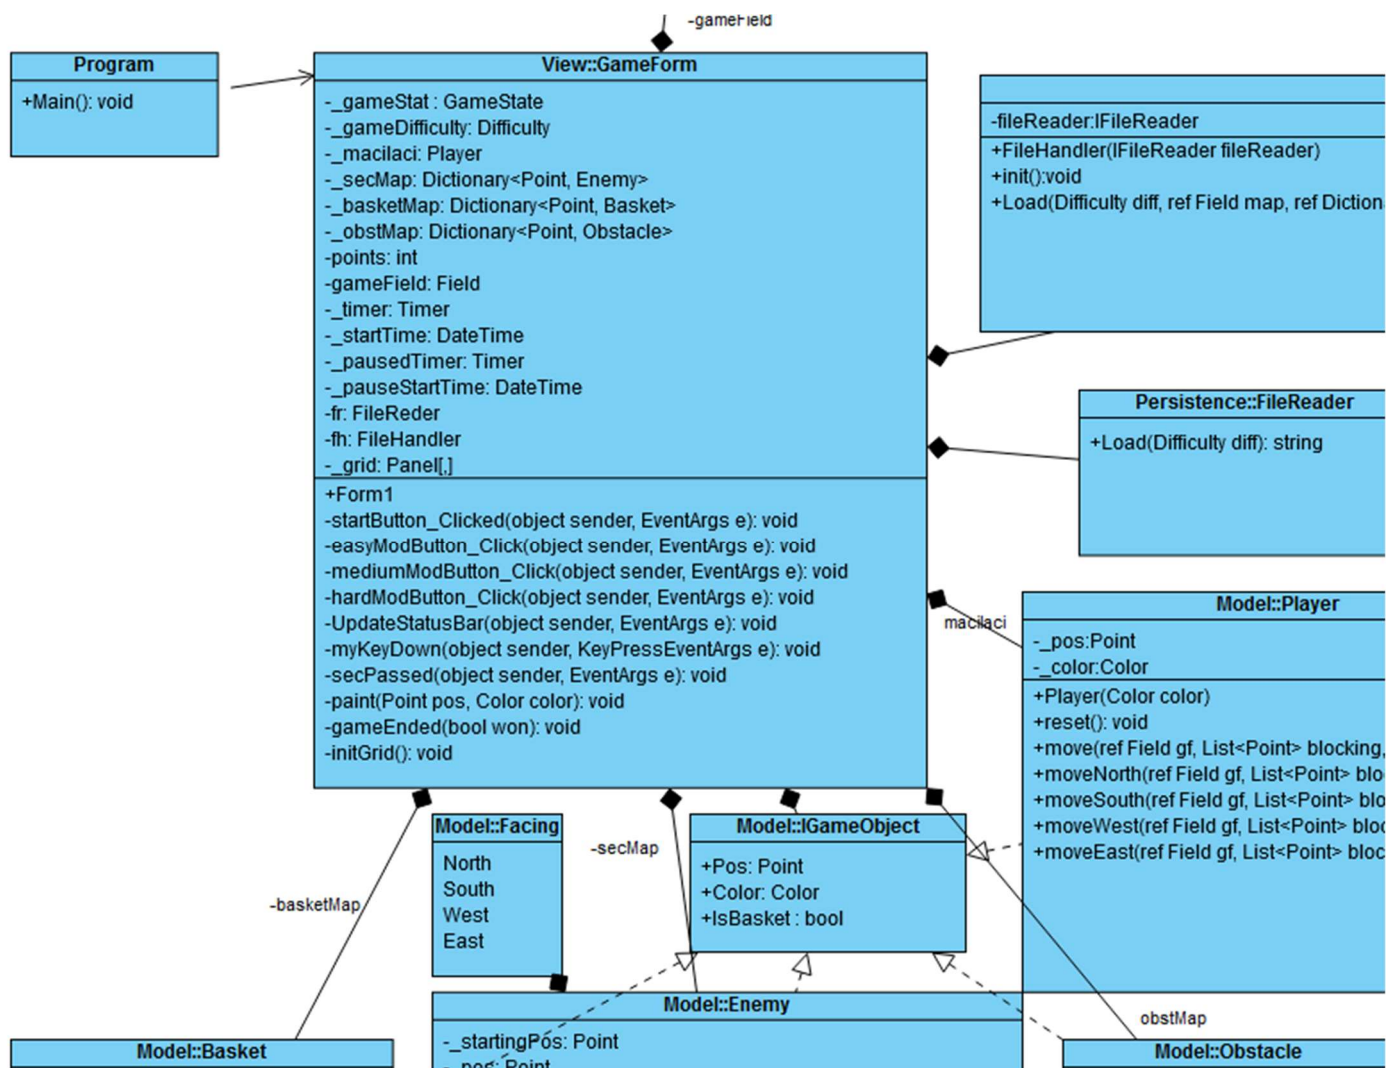 -gameField
Program
+Main(): void
View::GameForm
-_gameStat : GameState
-_gameDifficulty: Difficulty
-_macilaci: Player
-_secMap: Dictionary<Point, Enemy>
-_basketMap: Dictionary<Point, Basket>
-_obstMap: Dictionary<Point, Obstacle>
-points: int
-gameField: Field
-_timer: Timer
-_startTime: DateTime
-_pausedTimer: Timer
-_pauseStartTime: DateTime
-fr: FileReder
-fh: FileHandler
-_grid: Panel[,]
+Form1
-startButton_Clicked(object sender, EventArgs e): void
-easyModButton_Click(object sender, EventArgs e): void
-mediumModButton_Click(object sender, EventArgs e): void
-hardModButton_Click(object sender, EventArgs e): void
-UpdateStatusBar(object sender, EventArgs e): void
-myKeyDown(object sender, KeyPressEventArgs e): void
-secPassed(object sender, EventArgs e): void
-paint(Point pos, Color color): void
-gameEnded(bool won): void
-initGrid(): void
-fileReader:IFileReader
+FileHandler(IFileReader fileReader)
+init():void
+Load(Difficulty diff, ref Field map, ref Diction
Persistence::FileReader
+Load(Difficulty diff): string
macilaci
Model::Player
-_pos:Point
-_color:Color
+Player(Color color)
+reset(): void
+move(ref Field gf, List<Point> blocking,
+moveNorth(ref Field gf, List<Point> blo
+moveSouth(ref Field gf, List<Point> blo
+moveWest(ref Field gf, List<Point> bloc
+moveEast(ref Field gf, List<Point> bloc
-basketMap
Model::Facing
North
South
West
East
-secMap
Model::IGameObject
+Pos: Point
+Color: Color
+IsBasket : bool
obstMap
Model::Basket
Model::Enemy
-_startingPos: Point
-_pos: Point
Model::Obstacle